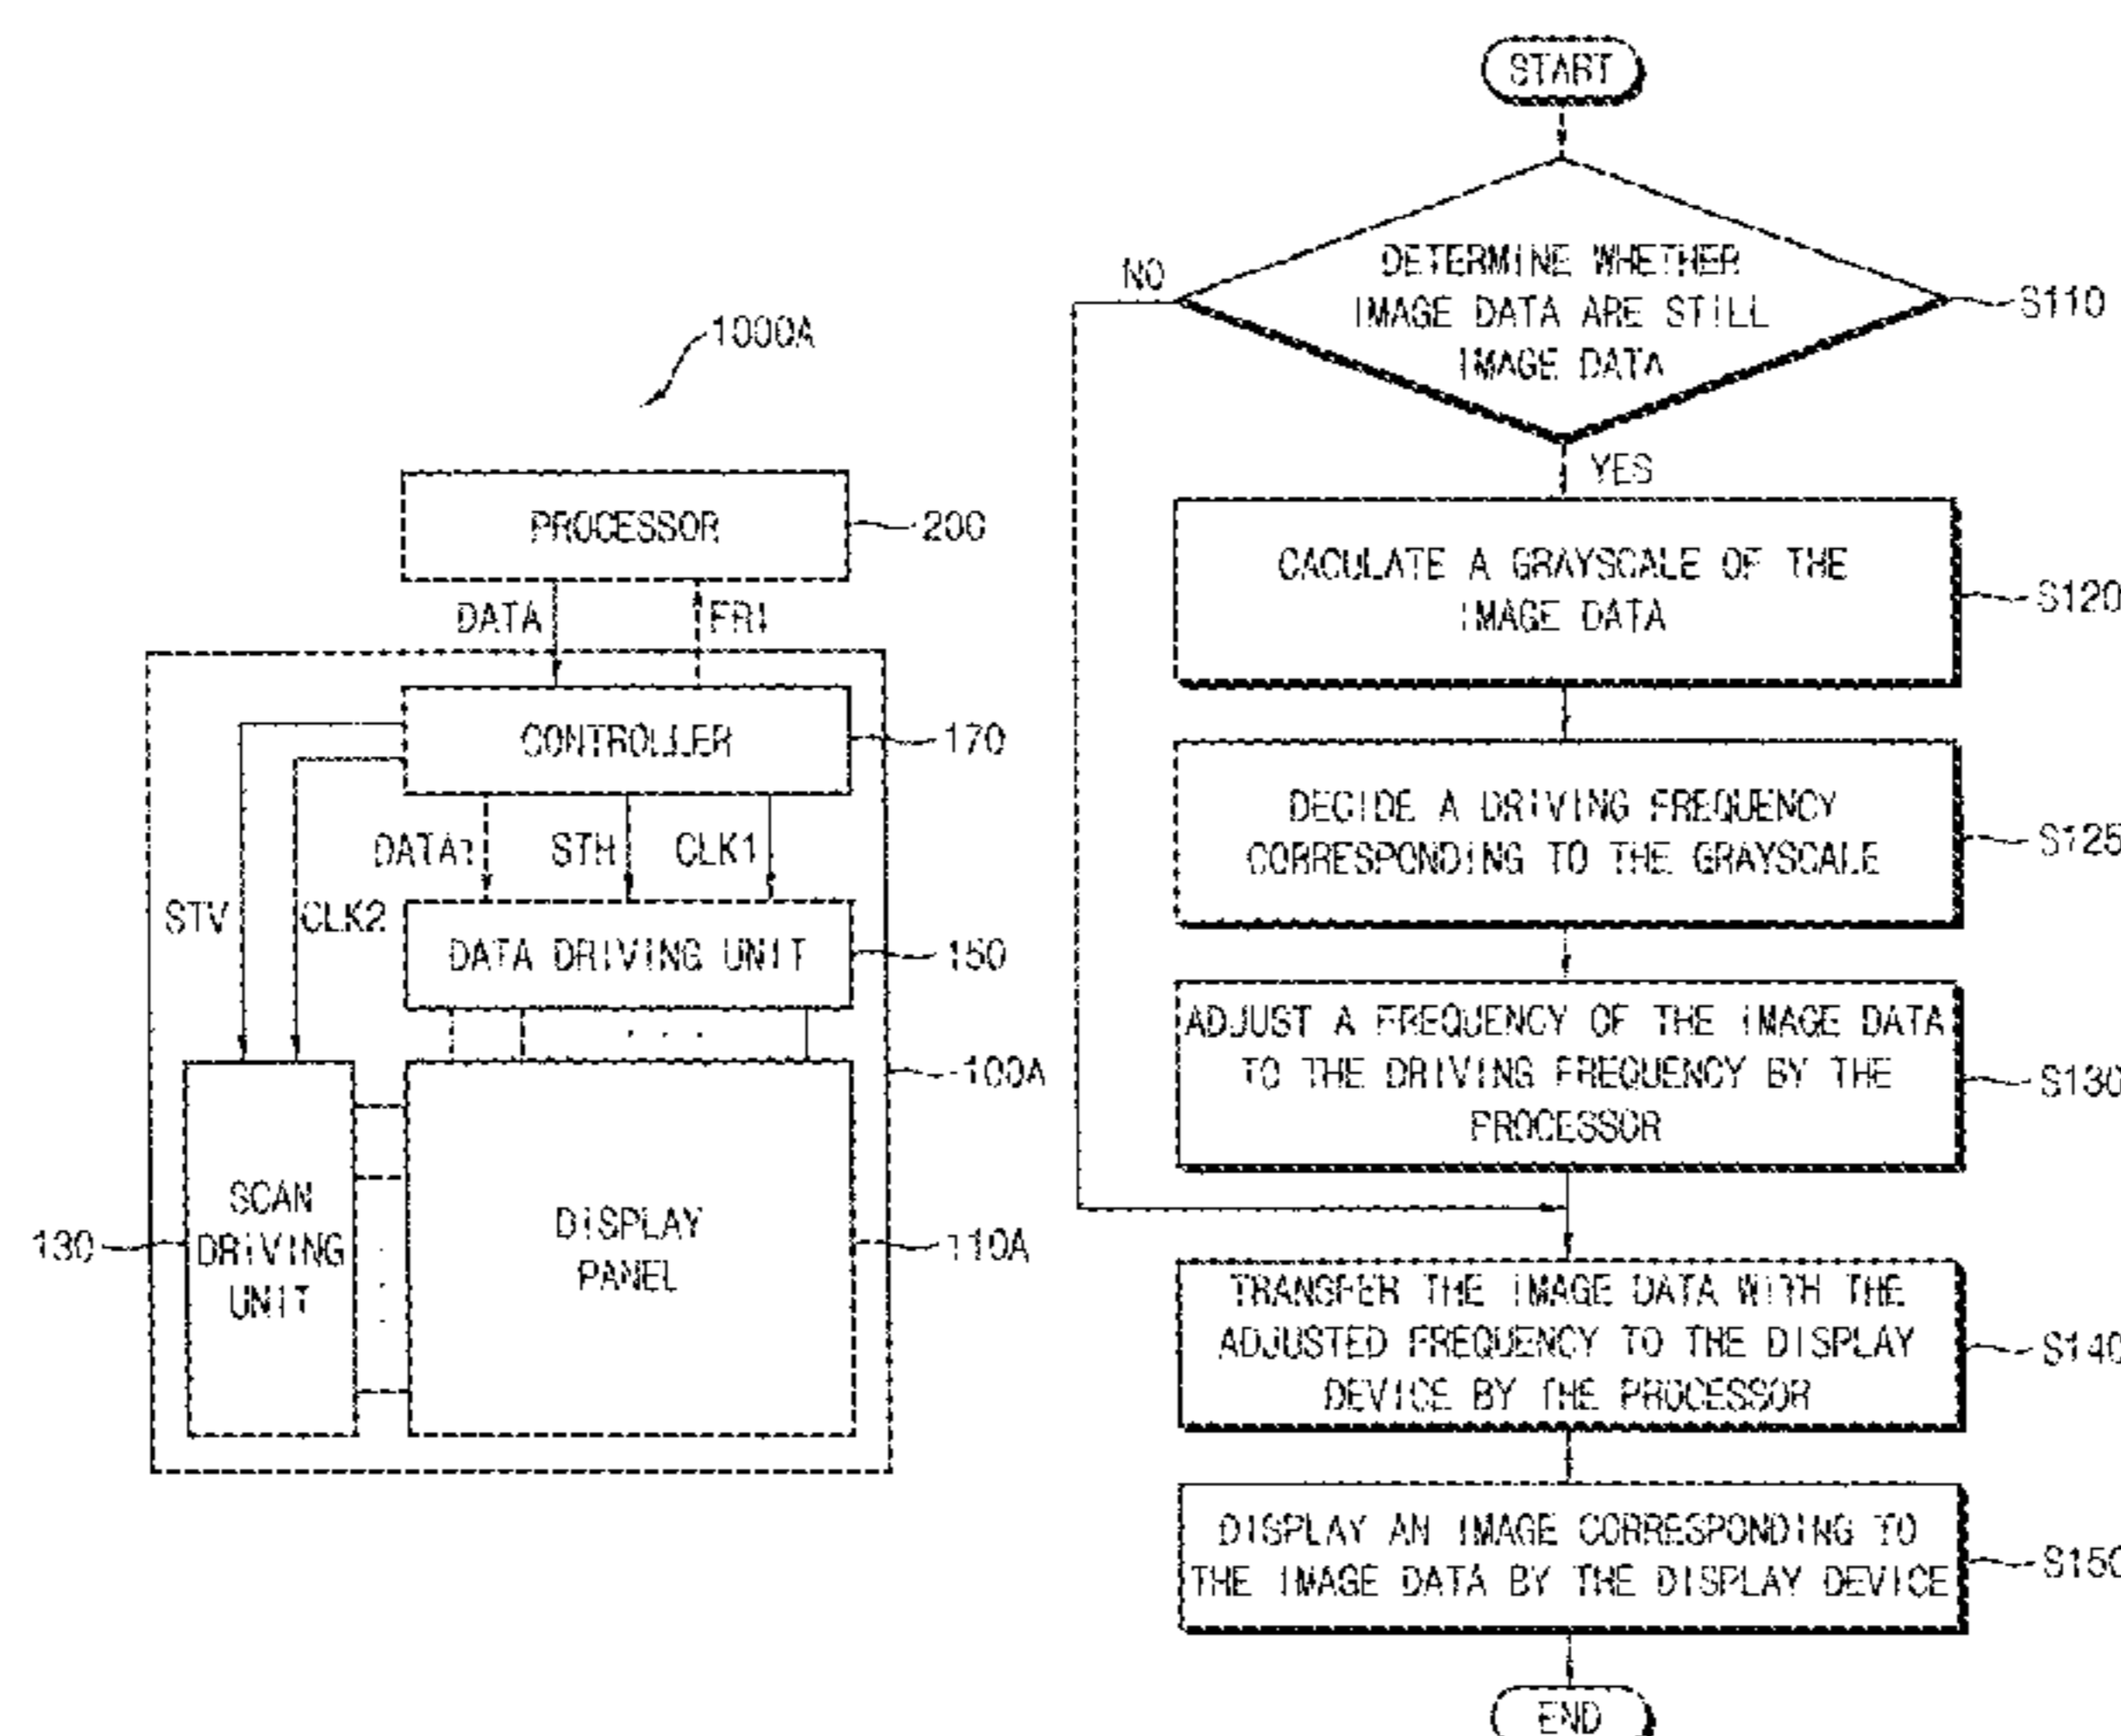 1000A
PROCESSOR
200
DATA
FRI
CONTROLLER
170
DATA1
STH
CLK1
STV
CLK2
DATA DRIVING UNIT
150
100A
SCAN
DRIVING
UNIT
130
DISPLAY
PANEL
110A
START
DETERMINE WHETHER
IMAGE DATA ARE STILL
IMAGE DATA
S110
NO
YES
CACULATE A GRAYSCALE OF THE
IMAGE DATA
S120
DECIDE A DRIVING FREQUENCY
CORRESPONDING TO THE GRAYSCALE
S125
ADJUST A FREQUENCY OF THE IMAGE DATA
TO THE DRIVING FREQUENCY BY THE
PROCESSOR
S130
TRANSFER THE IMAGE DATA WITH THE
ADJUSTED FREQUENCY TO THE DISPLAY
DEVICE BY THE PROCESSOR
S140
DISPLAY AN IMAGE CORRESPONDING TO
THE IMAGE DATA BY THE DISPLAY DEVICE
S150
END